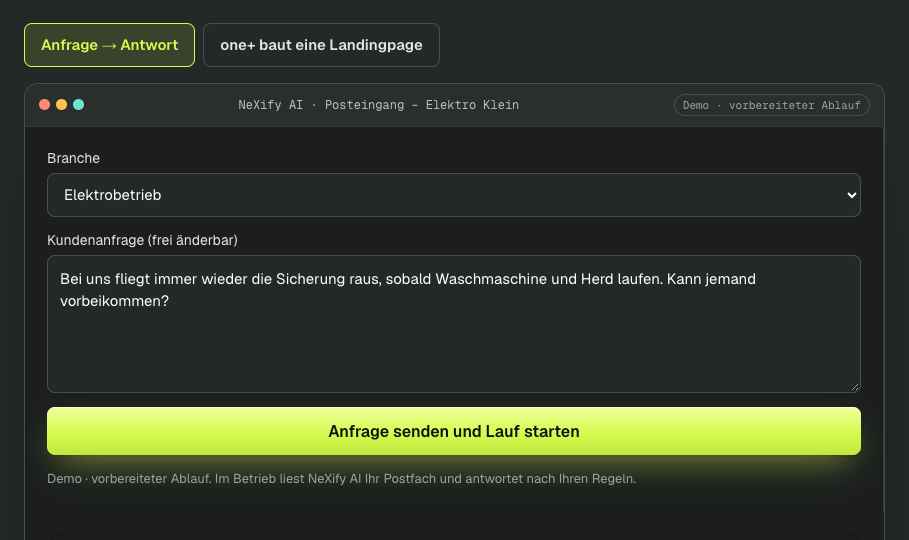 Anfrage → Antwort
one+ baut eine Landingpage
NeXify AI · Posteingang – Elektro Klein
Demo · vorbereiteter Ablauf
Branche
Elektrobetrieb
Kundenanfrage (frei änderbar)
Bei uns fliegt immer wieder die Sicherung raus, sobald Waschmaschine und Herd laufen. Kann jemand
vorbeikommen?
Anfrage senden und Lauf starten
Demo · vorbereiteter Ablauf. Im Betrieb liest NeXify AI Ihr Postfach und antwortet nach Ihren Regeln.